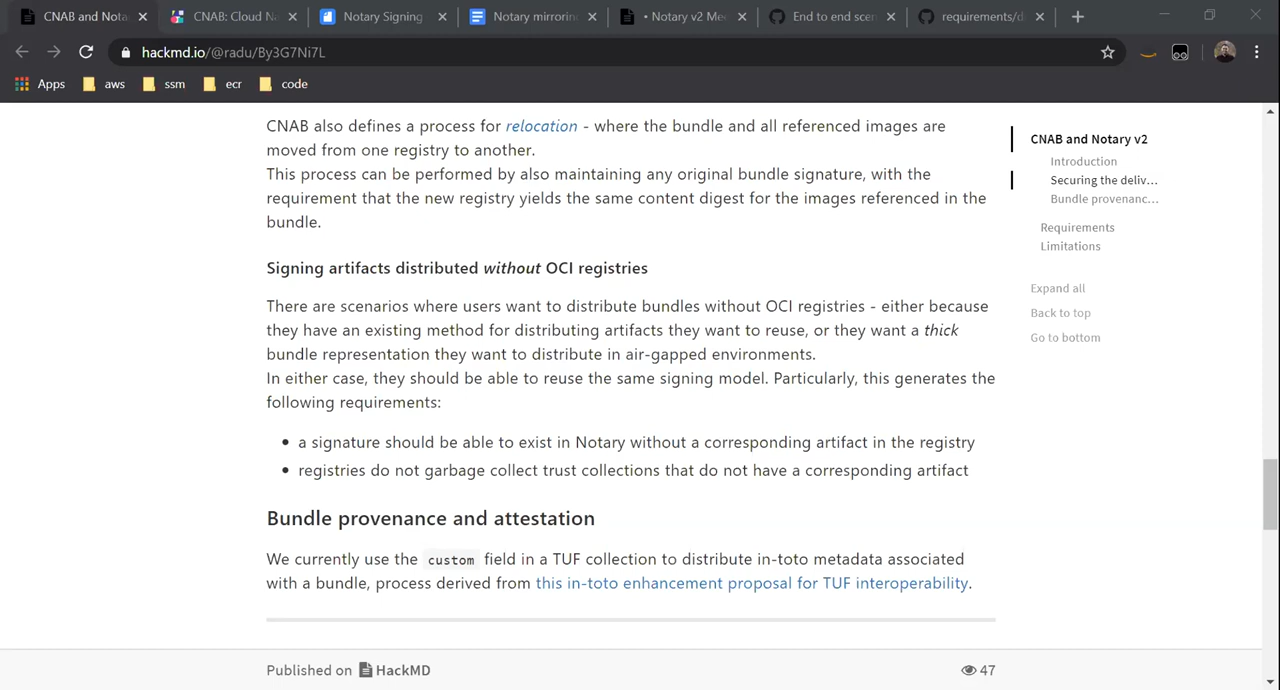 CNAB and Nota
CNAB: Cloud N
Notary Signing
Notary mirrorin
• Notary v2 Me
End to end scen
requirements/d
hackmd.io/@radu/By3G7Ni7L
Apps
aws
ssm
ecr
code
CNAB also defines a process for relocation - where the bundle and all referenced images are
moved from one registry to another.
This process can be performed by also maintaining any original bundle signature, with the
requirement that the new registry yields the same content digest for the images referenced in the
bundle.
Signing artifacts distributed without OCI registries
There are scenarios where users want to distribute bundles without OCI registries - either because
they have an existing method for distributing artifacts they want to reuse, or they want a thick
bundle representation they want to distribute in air-gapped environments.
In either case, they should be able to reuse the same signing model. Particularly, this generates the
following requirements:
• a signature should be able to exist in Notary without a corresponding artifact in the registry
• registries do not garbage collect trust collections that do not have a corresponding artifact
Bundle provenance and attestation
We currently use the custom field in a TUF collection to distribute in-toto metadata associated
with a bundle, process derived from this in-toto enhancement proposal for TUF interoperability.
Published on HackMD
47
CNAB and Notary v2
Introduction
Securing the deliv...
Bundle provenanc...
Requirements
Limitations
Expand all
Back to top
Go to bottom